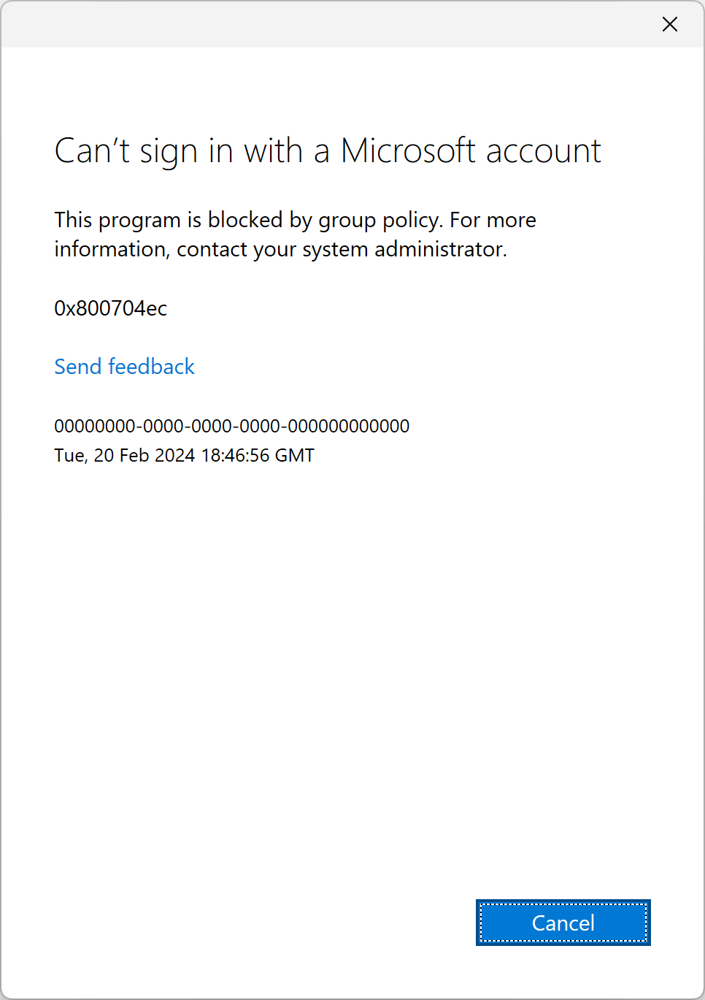 Can’t sign in with a Microsoft account
This program is blocked by group policy. For more
information, contact your system administrator.
0x800704ec
Send feedback
00000000-0000-0000-0000-000000000000
Tue, 20 Feb 2024 18:46:56 GMT
Cancel